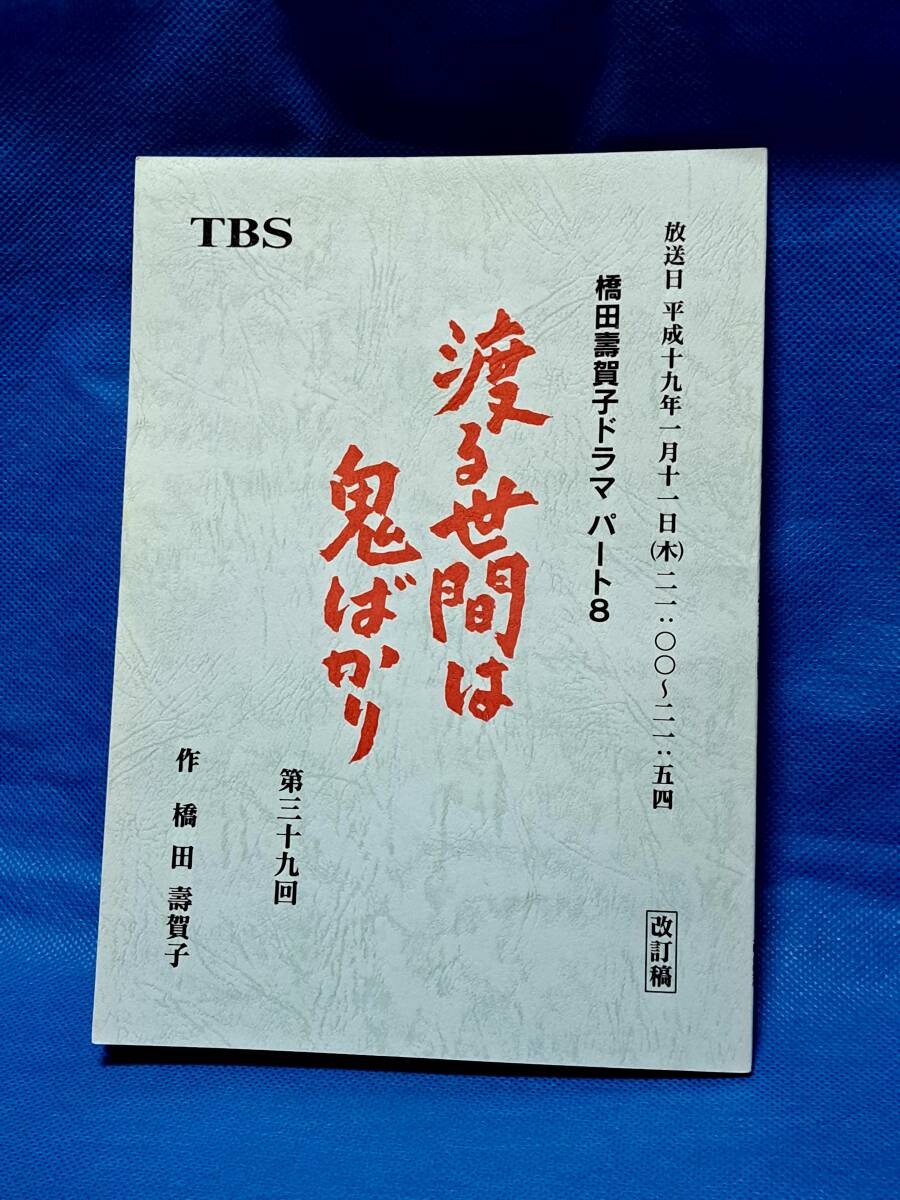 放送日 平成十九年一月十一日(木)二一:〇〇~二一:五四
改訂稿
橋田壽賀子ドラマ パート8
渡る世間は
鬼ばかり
第三十九回
作 橋田壽賀子
TBS